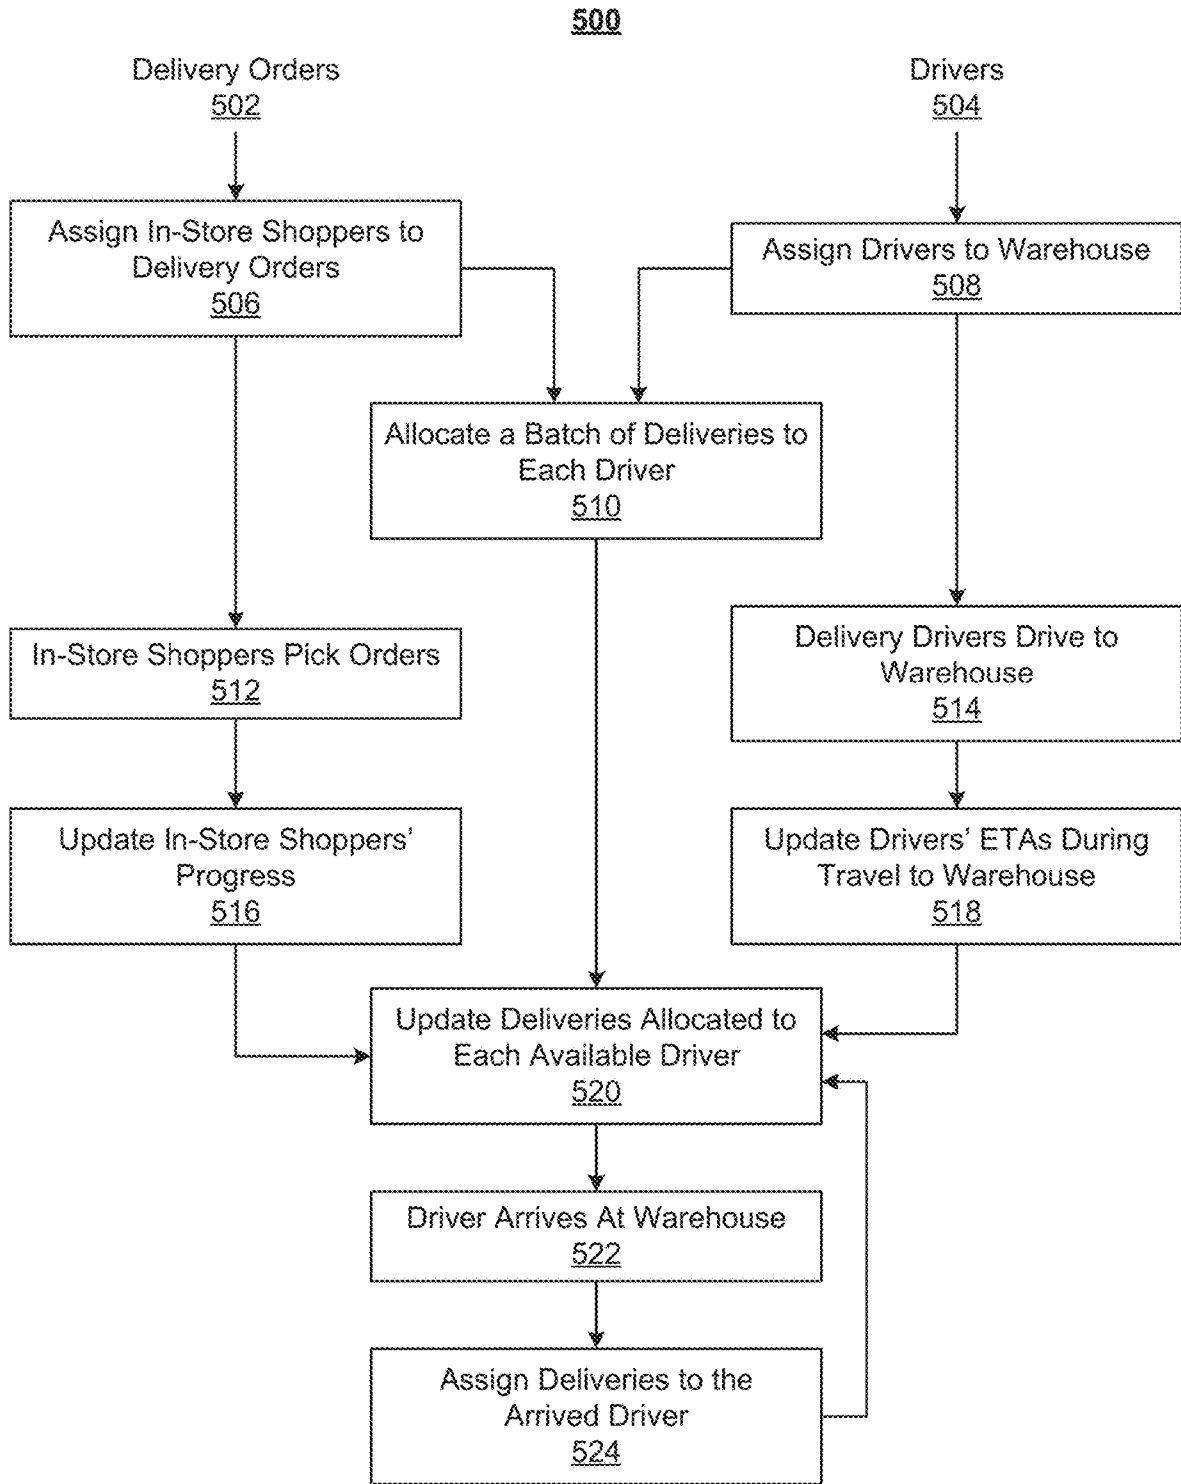 500
Delivery Orders
502
Drivers
504
Assign In-Store Shoppers to
Delivery Orders
506
Assign Drivers to Warehouse
508
Allocate a Batch of Deliveries to
Each Driver
510
In-Store Shoppers Pick Orders
512
Delivery Drivers Drive to
Warehouse
514
Update In-Store Shoppers’
Progress
516
Update Drivers’ ETAs During
Travel to Warehouse
518
Update Deliveries Allocated to
Each Available Driver
520
Driver Arrives At Warehouse
522
Assign Deliveries to the
Arrived Driver
524